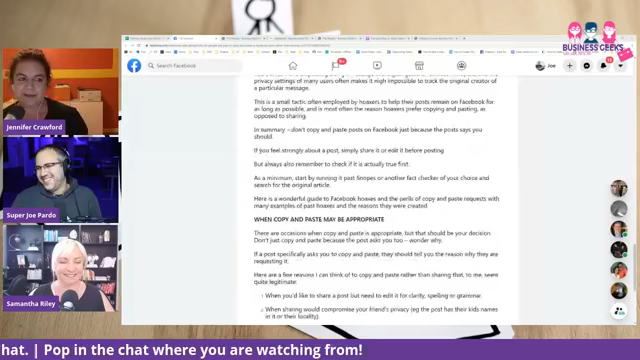 BUSINESS GEEKS
Search Facebook
9+
Joe
privacy settings of many users often makes it nigh impossible to track the original creator of
a particular message.
This is a small tactic often employed by hoaxers to help their posts remain on Facebook for
as long as possible, and is most often the reason hoaxers prefer copying and pasting, as
opposed to sharing.
In summary – don't copy and paste posts on Facebook just because the posts says you
should.
If you feel strongly about a post, simply share it or edit it before posting
But always also remember to check if it is actually true first.
As a minimum, start by running it past Snopes or another fact checker of your choice and
search for the original article.
Here is a wonderful guide to Facebook hoaxes and the perils of copy and paste requests with
many examples of past hoaxes and the reasons they were created.
WHEN COPY AND PASTE MAY BE APPROPRIATE
There are occasions when copy and paste is appropriate, but that should be your decision.
Don't just copy and paste because the post asks you too – wonder why.
If a post specifically asks you to copy and paste, they should tell you the reason why they are
requesting it.
Here are a few reasons I can think of to copy and paste rather than sharing that, to me, seem
quite legitimate:
1 When you'd like to share a post but need to edit it for clarity, spelling or grammar.
2 When sharing would compromise your friend's privacy (eg the post has their kids names
in it or their locality)
Jennifer Crawford
Super Joe Pardo
Samantha Riley
hat. | Pop in the chat where you are watching from!